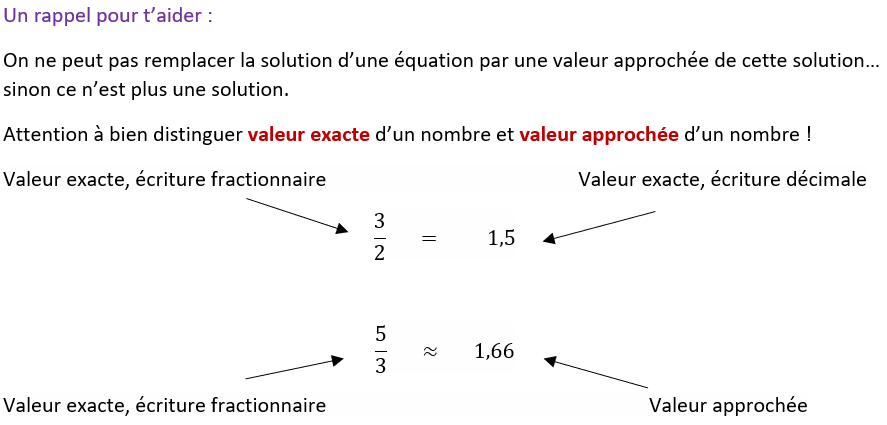 Un rappel pour t’aider :
On ne peut pas remplacer la solution d’une équation par une valeur approchée de cette solution…
sinon ce n’est plus une solution.
Attention à bien distinguer valeur exacte d’un nombre et valeur approchée d’un nombre !
Valeur exacte, écriture fractionnaire Valeur exacte, écriture décimale
3/2 = 1,5
5/3 ≈ 1,66
Valeur exacte, écriture fractionnaire Valeur approchée